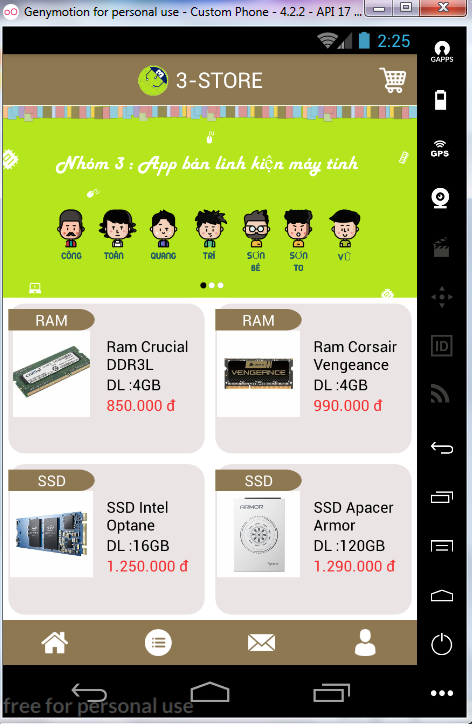 Genymotion for personal use - Custom Phone - 4.2.2 - API 17 ...
2:25
GAPPS
3-STORE
GPS
Nhóm 3 : App bán linh kiện máy tính
CÔNG TOÀN QUANG TRÍ SƠN BÉ SƠN TO VŨ
ID
RAM
Ram Crucial
DDR3L
DL :4GB
850.000 đ
RAM
VENGEANCE
Ram Corsair
Vengeance
DL :4GB
990.000 đ
SSD
SSD Intel
Optane
DL :16GB
1.250.000 đ
SSD
ARMOR
SSD Apacer
Armor
DL :120GB
1.290.000 đ
free for personal use